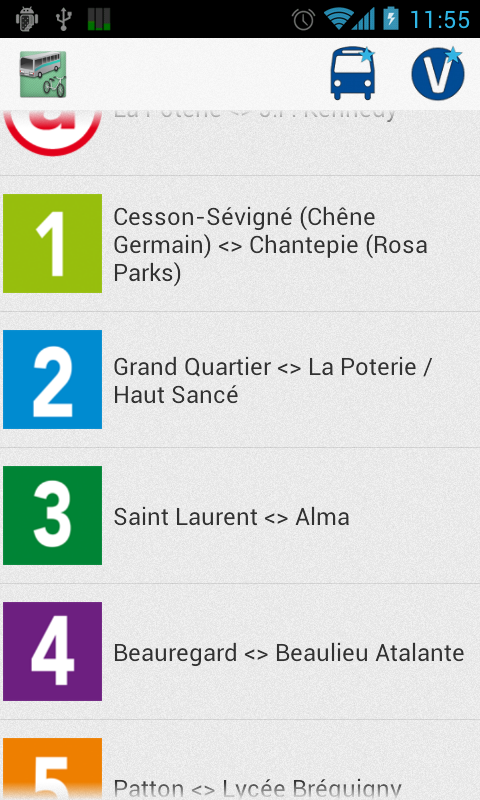 11:55
V
a
La Poterie <> J.F. Kennedy
1
Cesson-Sévigné (Chêne
Germain) <> Chantepie (Rosa
Parks)
2
Grand Quartier <> La Poterie /
Haut Sancé
3
Saint Laurent <> Alma
4
Beauregard <> Beaulieu Atalante
5
Patton <> Lycée Bréquigny